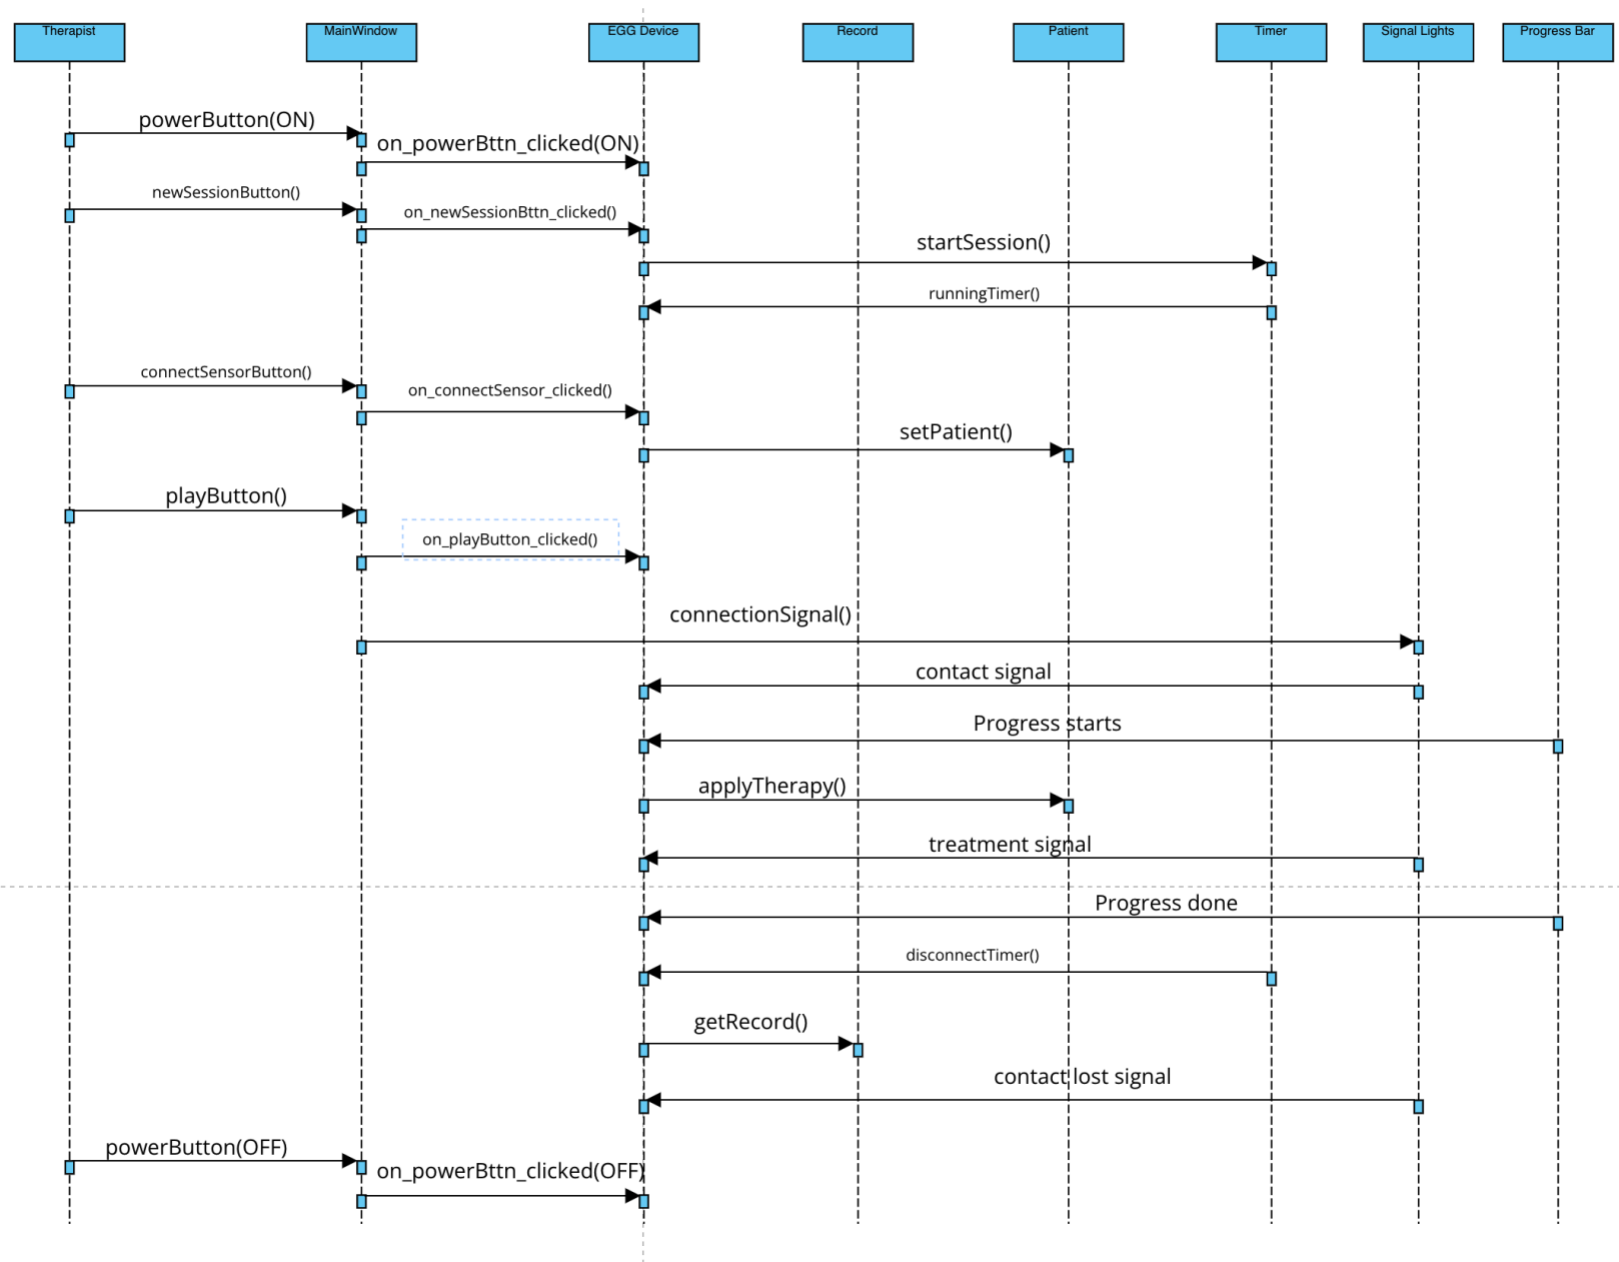 Therapist
MainWindow
EGG Device
Record
Patient
Timer
Signal Lights
Progress Bar
powerButton(ON)
on_powerBttn_clicked(ON)
newSessionButton()
on_newSessionBttn_clicked()
startSession()
runningTimer()
connectSensorButton()
on_connectSensor_clicked()
setPatient()
playButton()
on_playButton_clicked()
connectionSignal()
contact signal
Progress starts
applyTherapy()
treatment signal
Progress done
disconnectTimer()
getRecord()
contact lost signal
powerButton(OFF)
on_powerBttn_clicked(OFF)